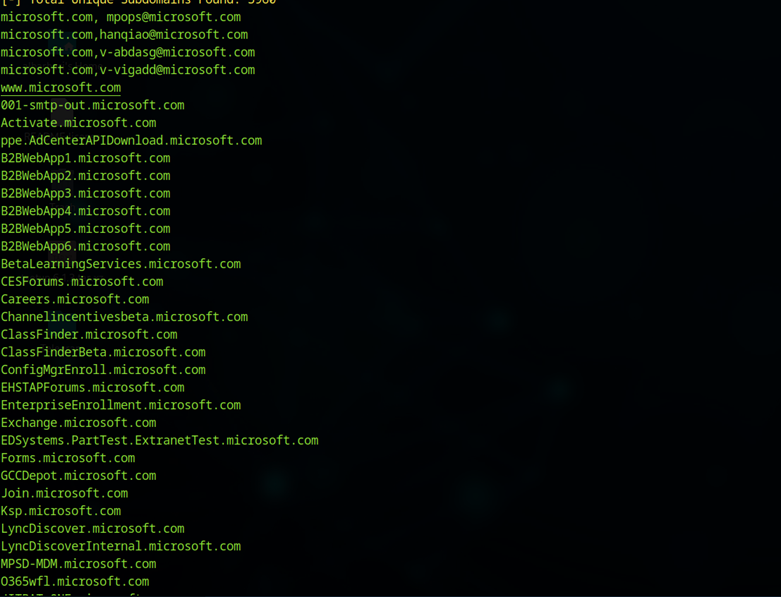 [-] Total Unique Subdomains Found: 5960
microsoft.com, mpops@microsoft.com
microsoft.com,hanqiao@microsoft.com
microsoft.com,v-abdasg@microsoft.com
microsoft.com,v-vigadd@microsoft.com
www.microsoft.com
001-smtp-out.microsoft.com
Activate.microsoft.com
ppe.AdCenterAPIDownload.microsoft.com
B2BWebApp1.microsoft.com
B2BWebApp2.microsoft.com
B2BWebApp3.microsoft.com
B2BWebApp4.microsoft.com
B2BWebApp5.microsoft.com
B2BWebApp6.microsoft.com
BetaLearningServices.microsoft.com
CESForums.microsoft.com
Careers.microsoft.com
Channelincentivesbeta.microsoft.com
ClassFinder.microsoft.com
ClassFinderBeta.microsoft.com
ConfigMgrEnroll.microsoft.com
EHSTAPForums.microsoft.com
EnterpriseEnrollment.microsoft.com
Exchange.microsoft.com
EDSystems.PartTest.ExtranetTest.microsoft.com
Forms.microsoft.com
GCCDepot.microsoft.com
Join.microsoft.com
Ksp.microsoft.com
LyncDiscover.microsoft.com
LyncDiscoverInternal.microsoft.com
MPSD-MDM.microsoft.com
O365wfl.microsoft.com